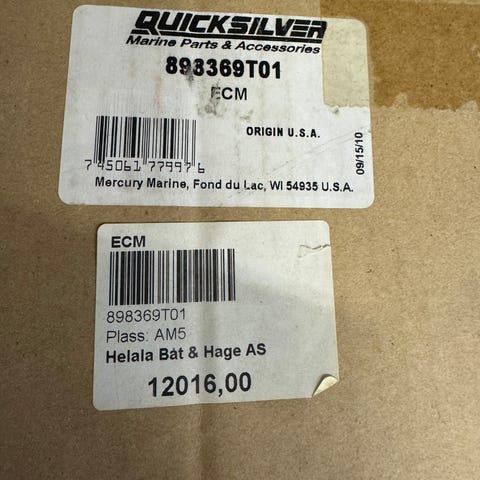 QUICKSILVER
Marine Parts & Accessories
898369T01
ECM
ORIGIN U.S.A.
09/15/10
7 45061 77997 6
Mercury Marine, Fond du Lac, WI 54935 U.S.A.
ECM
898369T01
Plass: AM5
Helala Båt & Hage AS
12016,00